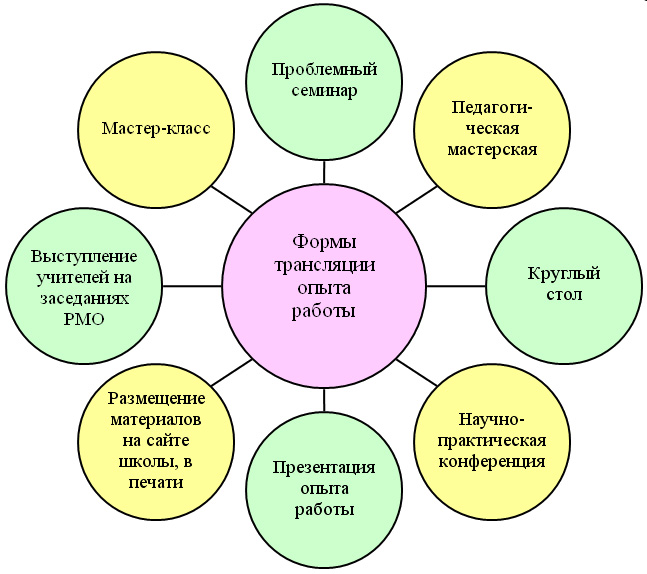 Проблемный
семинар
Мастер-класс
Педагоги-
ческая
мастерская
Выступление
учителей на
заседаниях
РМО
Формы
трансляции
опыта
работы
Круглый
стол
Размещение
материалов
на сайте
школы, в
печати
Презентация
опыта
работы
Научно-
практическая
конференция